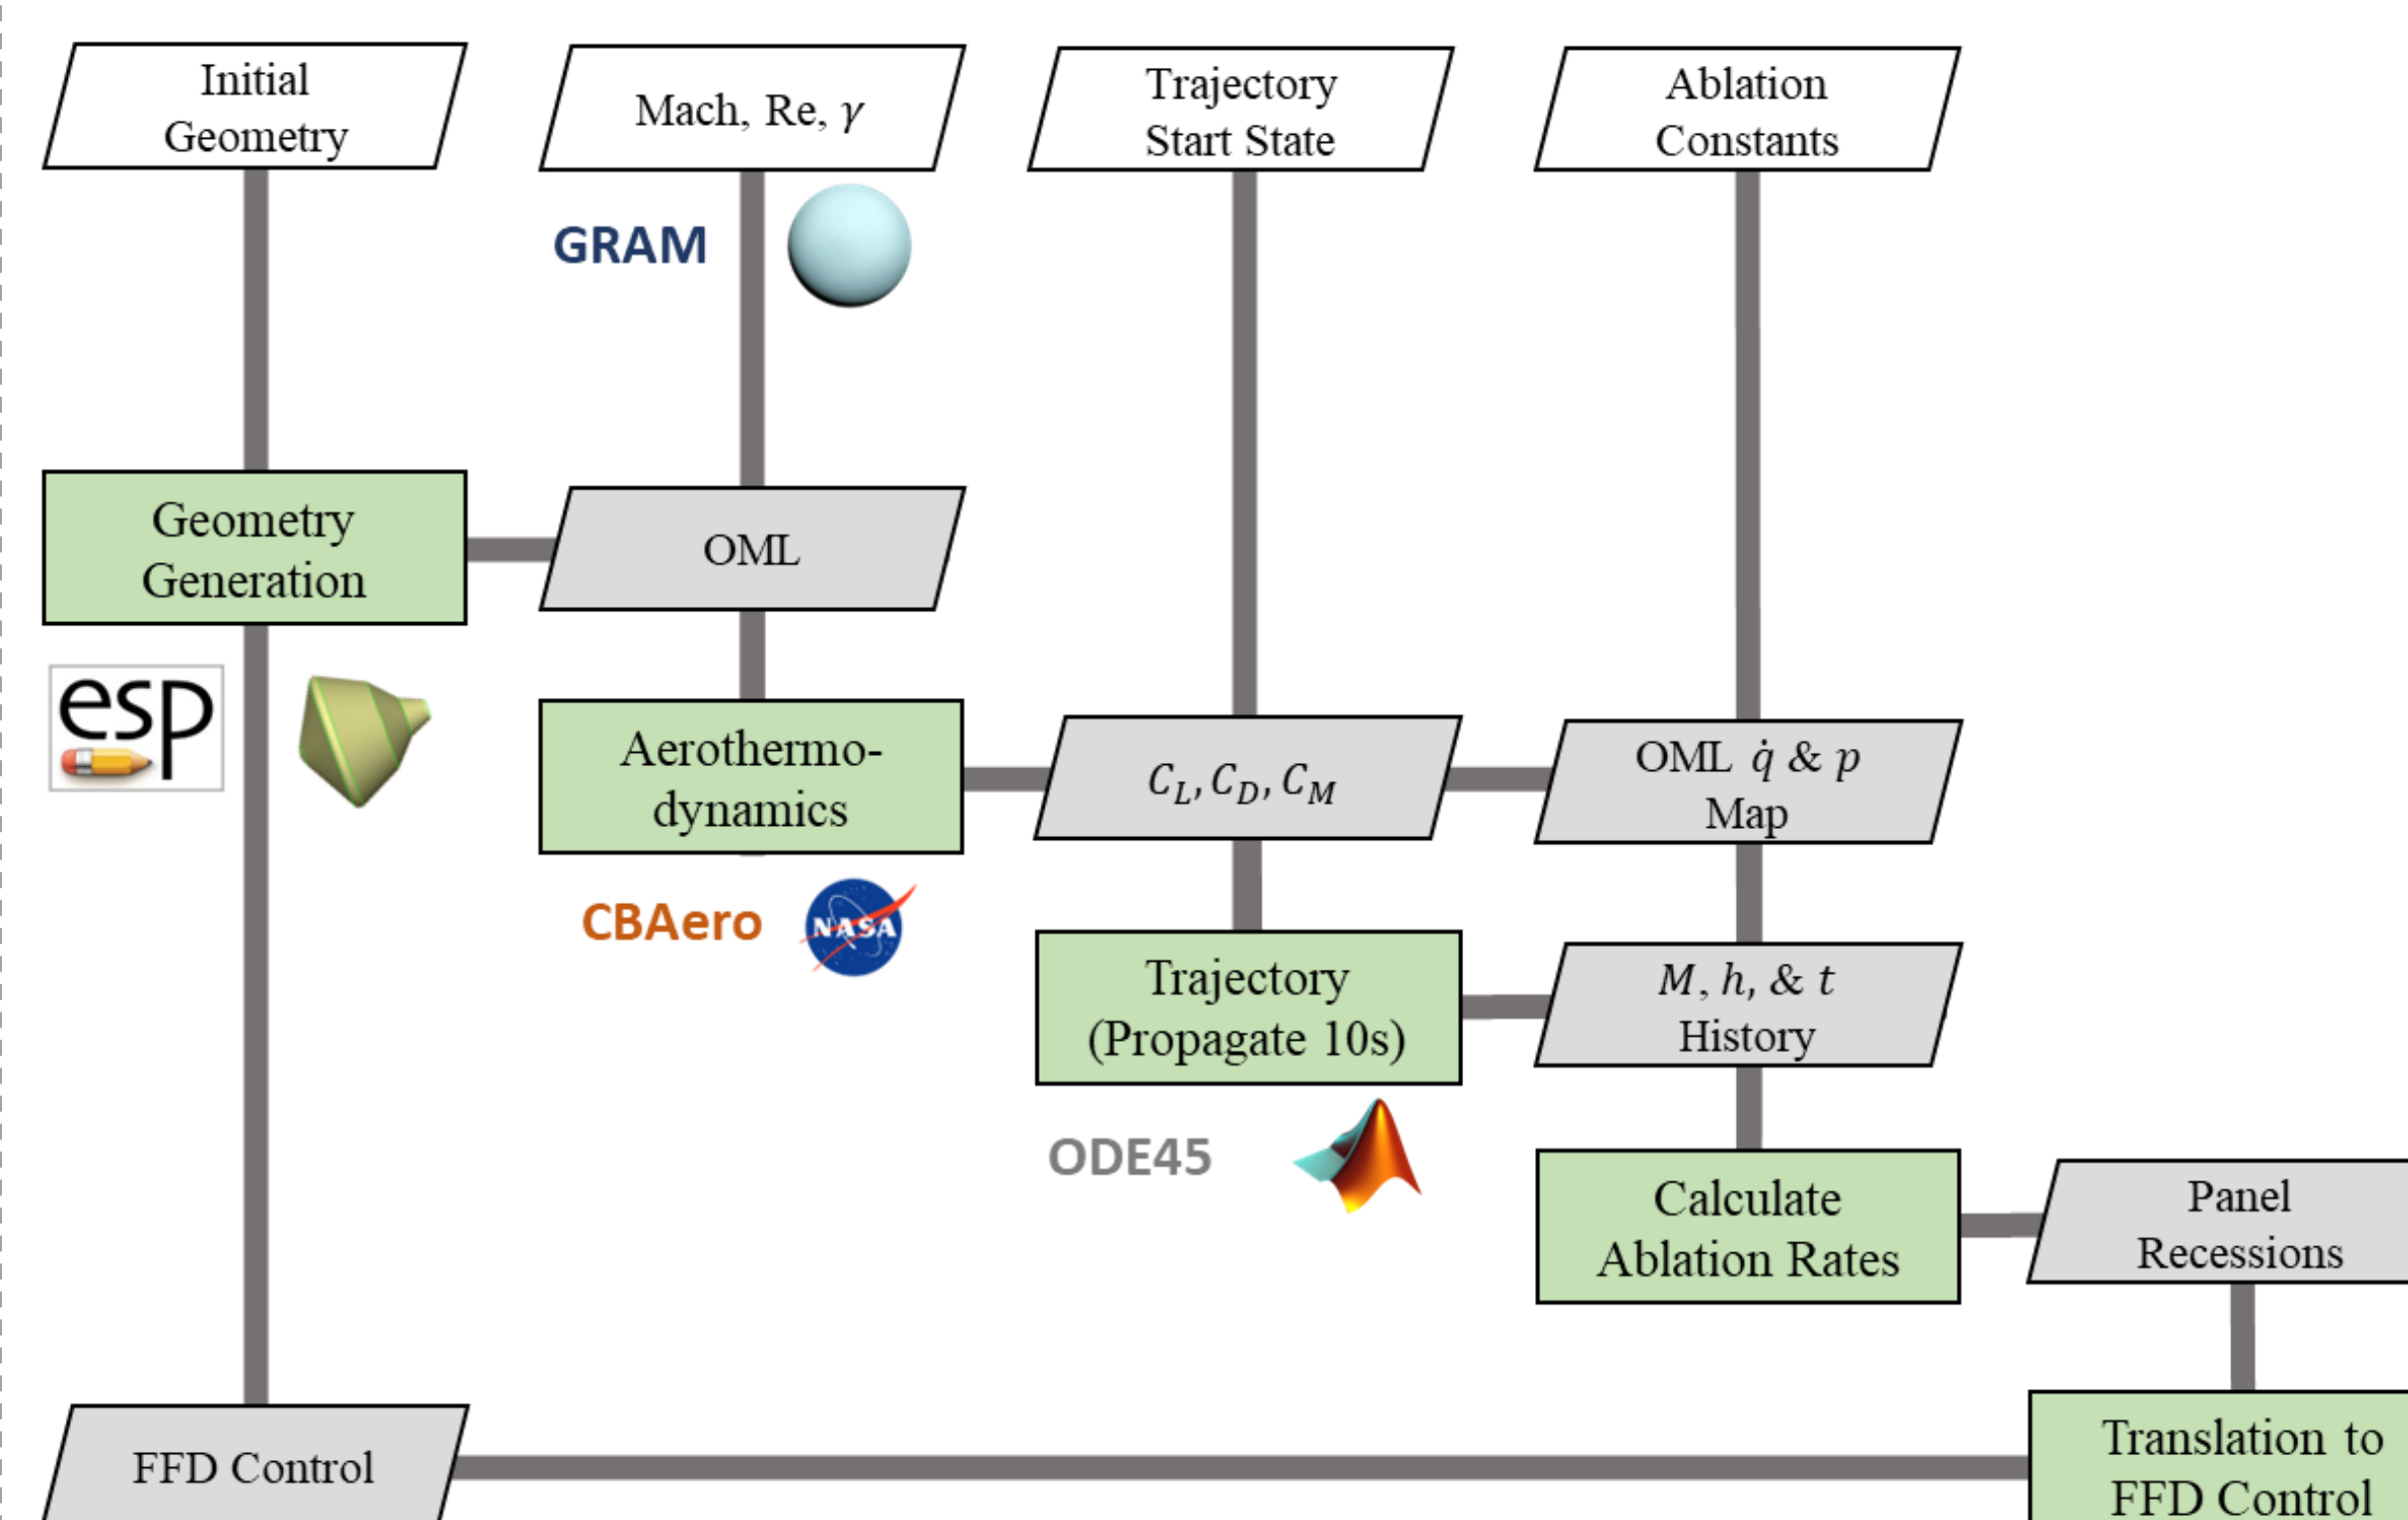 Initial
Geometry
Mach, Re, γ
Trajectory
Start State
Ablation
Constants
GRAM
Geometry
Generation
OML
esp
Aerothermo-
dynamics
C_L, C_D, C_M
OML q̇ & p
Map
CBAero
NASA
Trajectory
(Propagate 10s)
M, h, & t
History
ODE45
Calculate
Ablation Rates
Panel
Recessions
FFD Control
Translation to
FFD Control